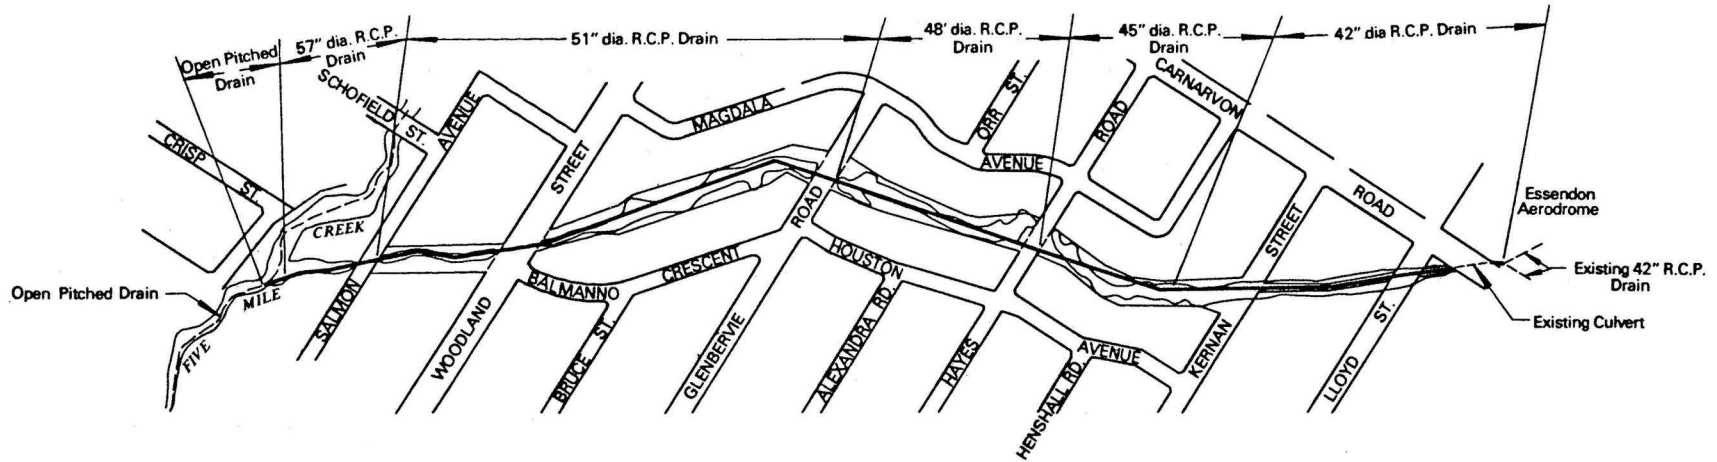 Open Pitched
Drain
57" dia. R.C.P.
Drain
51" dia. R.C.P. Drain
48' dia. R.C.P.
Drain
45" dia. R.C.P.
Drain
42" dia R.C.P. Drain
SCHOFIELD ST.
CRISP ST.
SALMON AVENUE
WOODLAND STREET
MAGDALA AVENUE
ORR ST.
CARNARVON ROAD
FIVE MILE CREEK
BALMANNO CRESCENT
BRUCE ST.
GLENBERVIE ROAD
HOUSTON AVENUE
ALEXANDRA RD.
HAYES ROAD
HENSHALL RD.
KERNAN STREET
LLOYD ST.
Essendon
Aerodrome
Existing 42" R.C.P.
Drain
Existing Culvert
Open Pitched Drain